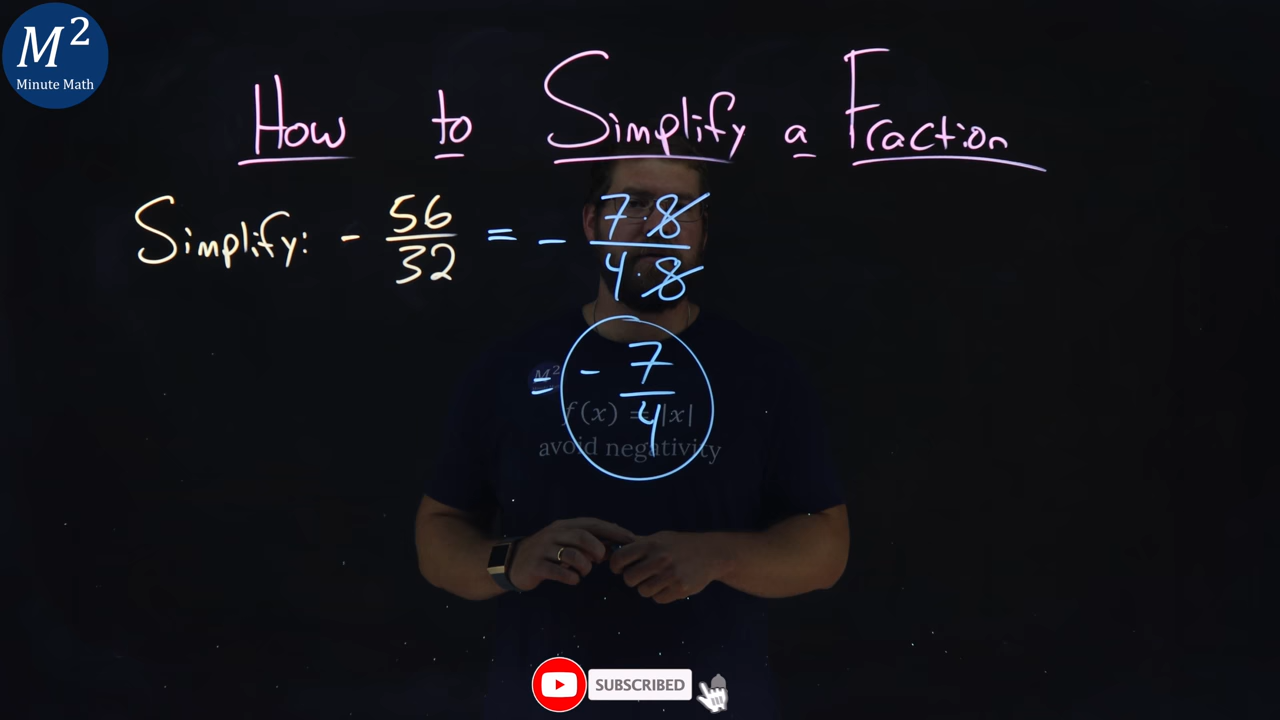 M²
Minute Math
How to Simplify a Fraction
Simplify: - 56/32 = - 7·8/4·8
= - 7/4
M²
f(x) = |x|
avoid negativity
SUBSCRIBED